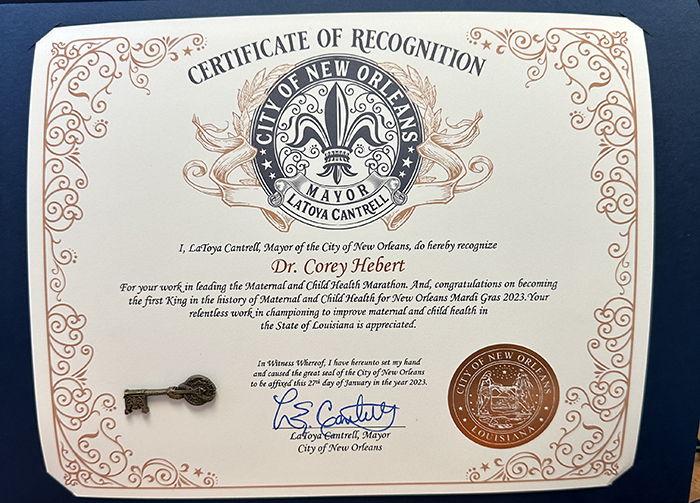 CERTIFICATE OF RECOGNITION
CITY OF NEW ORLEANS
MAYOR
LATOYA CANTRELL
I, LaToya Cantrell, Mayor of the City of New Orleans, do hereby recognize
Dr. Corey Hebert
For your work in leading the Maternal and Child Health Marathon. And, congratulations on becoming
the first King in the history of Maternal and Child Health for New Orleans Mardi Gras 2023.Your
relentless work in championing to improve maternal and child health in
the State of Louisiana is appreciated.
In Witness Whereof, I have hereunto set my
hand and caused the great seal of the City of New Orleans
to be affixed this 27th day of January in the year 2023.
L E. Cantrell
LaToya Cantrell, Mayor
City of New Orleans
CITY OF NEW ORLEANS
LOUISIANA